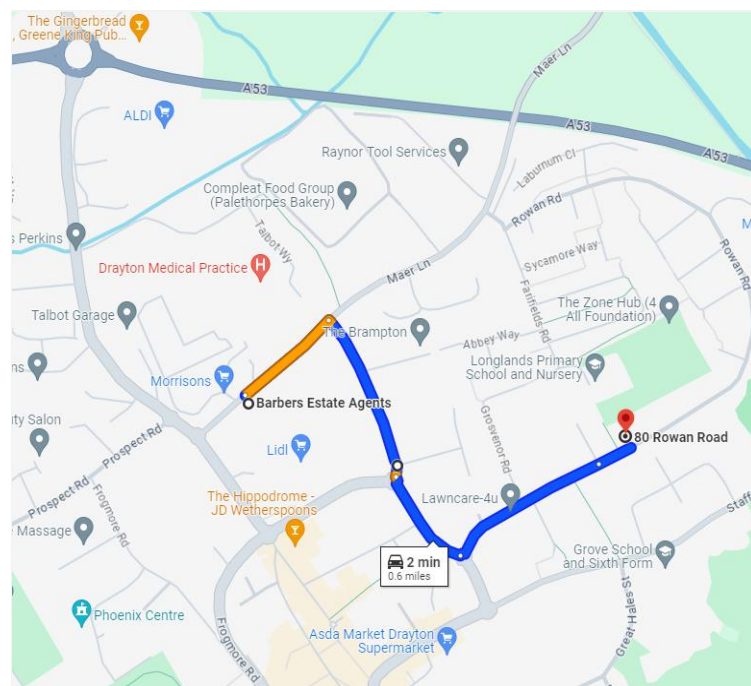 The Gingerbread
, Greene King Pub...
A53
ALDI
Maer Ln
A53
A53
Raynor Tool Services
Laburnum Cl
Compleat Food Group
(Palethorpes Bakery)
Rowan Rd
s Perkins
Talbot Wy
Sycamore Way
Rowan Rd
M
Drayton Medical Practice
H
Maer Ln
Fairfields Rd
The Zone Hub (4
All Foundation)
Talbot Garage
The Brampton
Abbey Way
Longlands Primary
School and Nursery
ns
Morrisons
Barbers Estate Agents
uty Salon
Prospect Rd
Grosvenor Rd
80 Rowan Road
Lidl
Prospect Rd
Frogmore Rd
The Hippodrome -
JD Wetherspoons
Lawncare-4u
Staff
Massage
2 min
0.6 miles
Grove School
and Sixth Form
Phoenix Centre
Great Hales St
Asda Market Drayton
Supermarket
Frogmore Rd